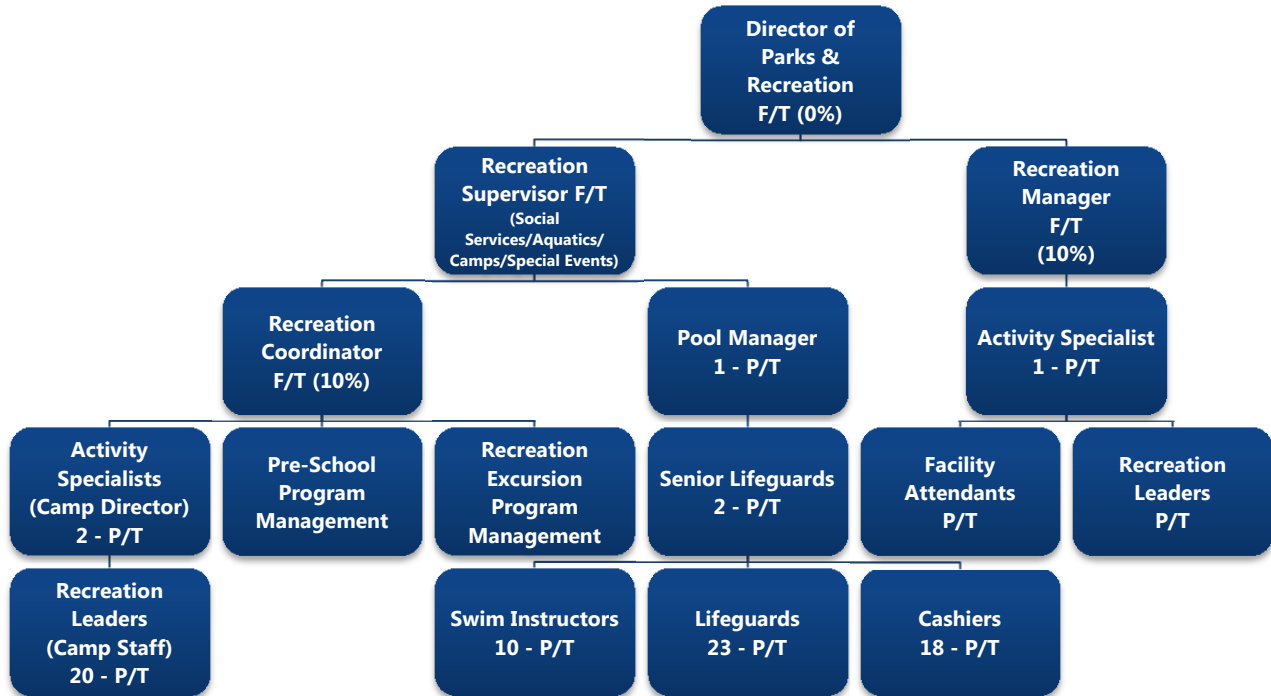 Director of
Parks &
Recreation
F/T (0%)
Recreation
Supervisor F/T
(Social
Services/Aquatics/
Camps/Special Events)
Recreation
Manager
F/T
(10%)
Recreation
Coordinator
F/T (10%)
Pool Manager
1 - P/T
Activity Specialist
1 - P/T
Activity
Specialists
(Camp Director)
2 - P/T
Pre-School
Program
Management
Recreation
Excursion
Program
Management
Senior Lifeguards
2 - P/T
Facility
Attendants
P/T
Recreation
Leaders
P/T
Recreation
Leaders
(Camp Staff)
20 - P/T
Swim Instructors
10 - P/T
Lifeguards
23 - P/T
Cashiers
18 - P/T